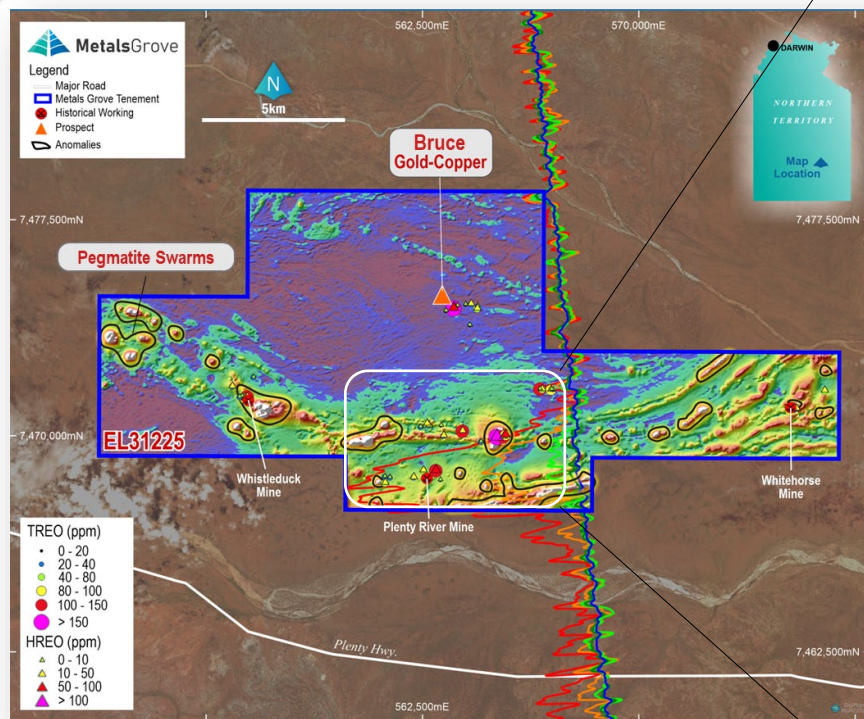 MetalsGrove
Legend
Major Road
Metals Grove Tenement
Historical Working
Prospect
Anomalies
N
5km
562,500mE
570,000mE
DARWIN
NORTHERN
TERRITORY
Map
Location
Bruce
Gold-Copper
7,477,500mN
7,477,500mN
Pegmatite Swarms
7,470,000mN
EL31225
Whistleduck
Mine
Plenty River Mine
Whitehorse
Mine
TREO (ppm)
0 - 20
20 - 40
40 - 80
80 - 100
100 - 150
> 150
HREO (ppm)
0 - 10
10 - 50
50 - 100
> 100
Plenty Hwy.
7,462,500mN
562,500mE